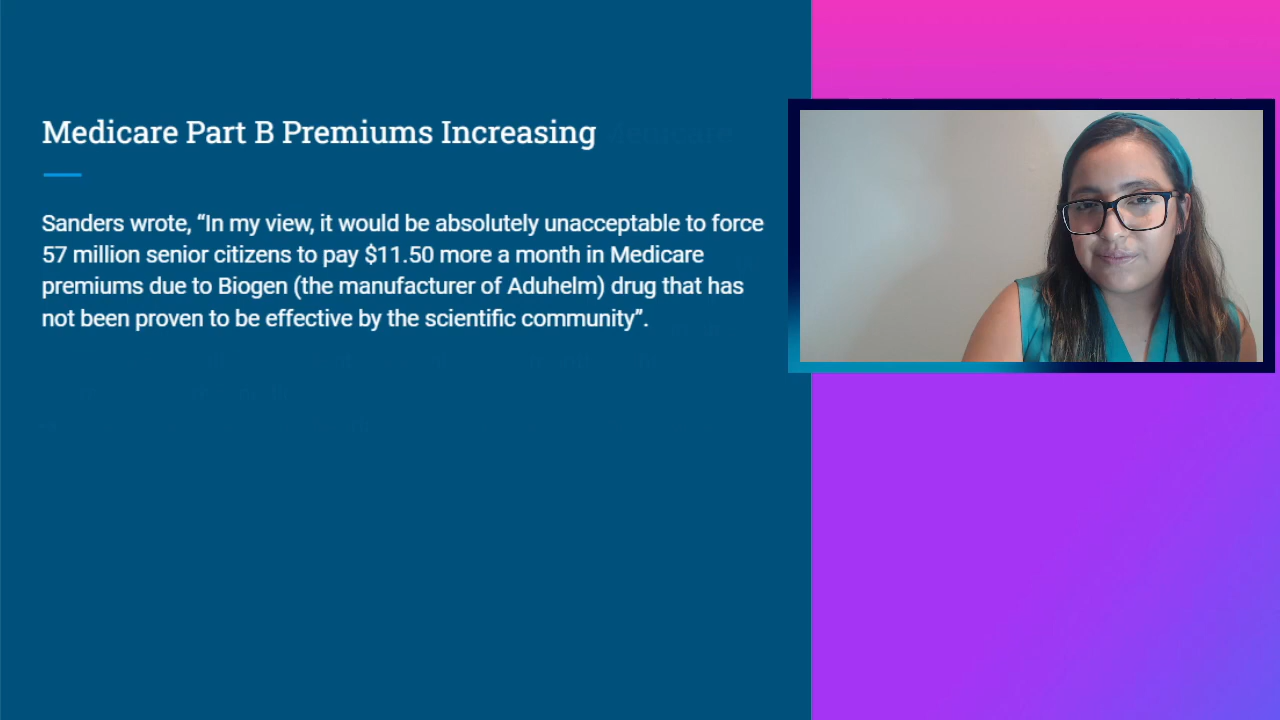 Medicare Part B Premiums Increasing
Sanders wrote, “In my view, it would be absolutely unacceptable to force
57 million senior citizens to pay $11.50 more a month in Medicare
premiums due to Biogen (the manufacturer of Aduhelm) drug that has
not been proven to be effective by the scientific community”.